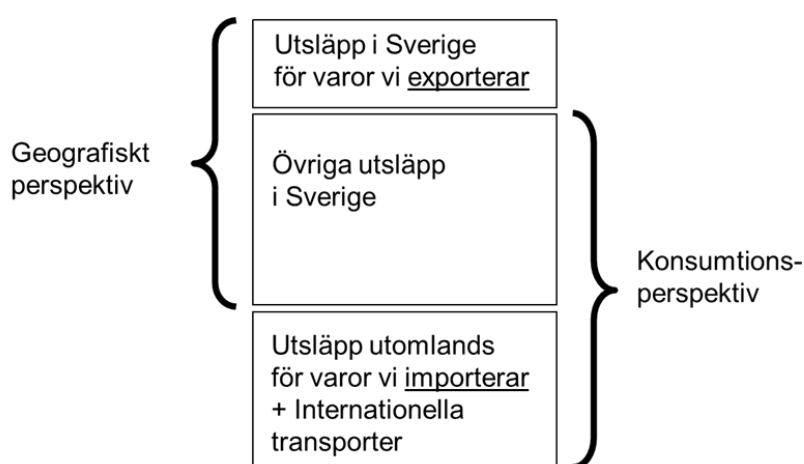 Utsläpp i Sverige
för varor vi exporterar
Geografiskt
perspektiv
Övriga utsläpp
i Sverige
Konsumtions-
perspektiv
Utsläpp utomlands
för varor vi importerar
+ Internationella
transporter